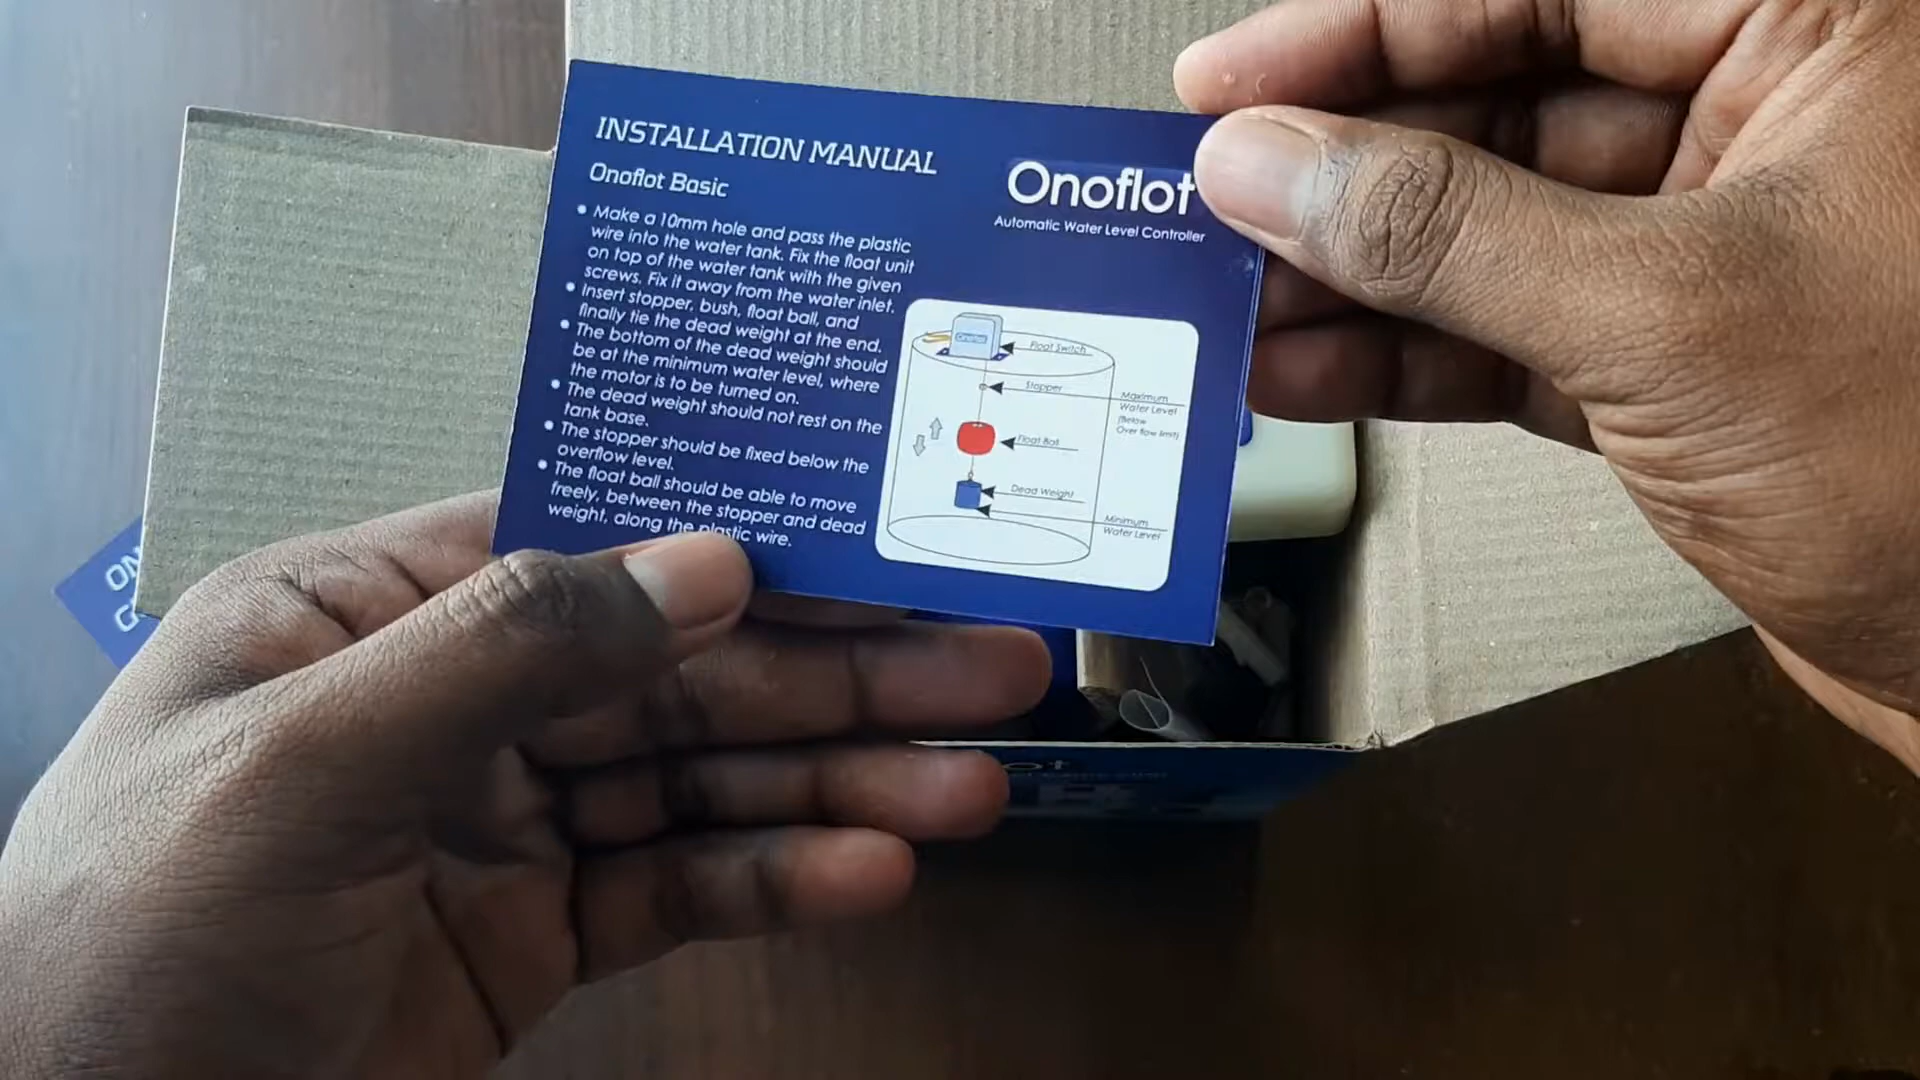 INSTALLATION MANUAL
Onoflot Basic
• Make a 10mm hole and pass the plastic
wire into the water tank. Fix the float unit
on top of the water tank with the given
screws. Fix it away from the water inlet.
• Insert stopper, bush, float ball, and
finally tie the dead weight at the end.
• The bottom of the dead weight should
be at the minimum water level, where
the motor is to be turned on.
• The dead weight should not rest on the
tank base.
• The stopper should be fixed below the
overflow level.
• The float ball should be able to move
freely, between the stopper and dead
weight, along the plastic wire.
Onoflot
Automatic Water Level Controller
Onoflot
Float Switch
Stopper
Maximum
Water Level
(Below
Over flow limit)
Float Ball
Dead Weight
Minimum
Water Level